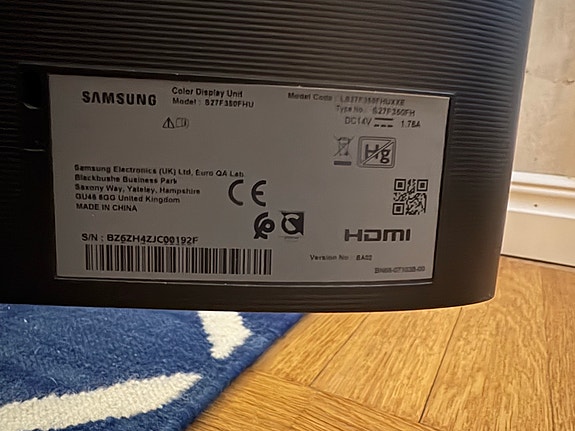 SAMSUNG
Color Display Unit
Model : S27F350FHU
Model Code : LS27F350FHUXXE
Type No. : S27F350FH
DC14V 1.78A
Hg
Samsung Electronics (UK) Ltd, Euro QA Lab.
Blackbushe Business Park
Saxony Way, Yateley, Hampshire
GU46 6GG United Kingdom
MADE IN CHINA
CE
HDMI
S/N : BZ6ZH4ZJC00192F
Version No : BA02